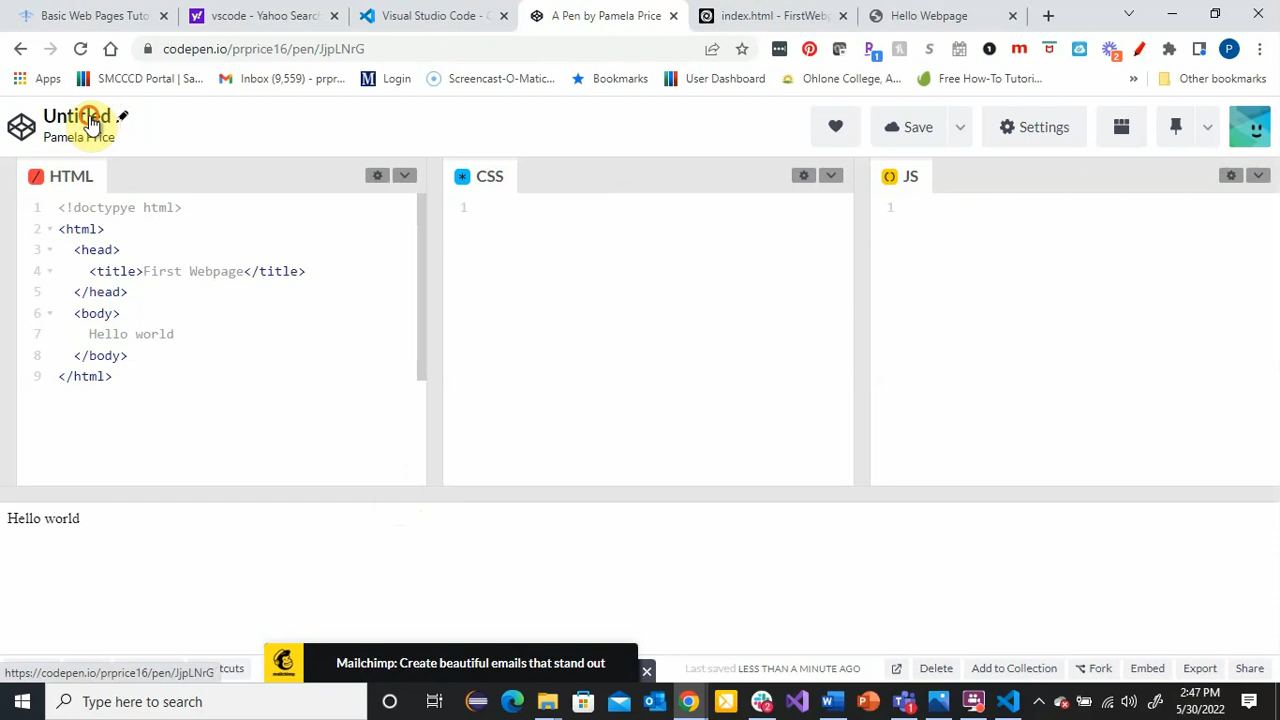 Basic Web Pages Tuto
vscode - Yahoo Searc
Visual Studio Code - C
A Pen by Pamela Price
index.html - FirstWebp
Hello Webpage
codepen.io/prprice16/pen/JjpLNrG
Apps
SMCCCD Portal | Sa...
Inbox (9,559) - prpr...
Login
Screencast-O-Matic...
Bookmarks
User Dashboard
Ohlone College, A...
Free How-To Tutori...
»
Other bookmarks
Untitled
Pamela Price
Save
Settings
HTML
CSS
JS
1 <!doctypye html>
2 <html>
3 <head>
4 <title>First Webpage</title>
5 </head>
6 <body>
7 Hello world
8 </body>
9 </html>
1
1
Hello world
https://codepen.io/prprice16/pen/JjpLNrG
tcuts
Mailchimp: Create beautiful emails that stand out
Last saved LESS THAN A MINUTE AGO
Delete
Add to Collection
Fork
Embed
Export
Share
Type here to search
2:47 PM
5/30/2022